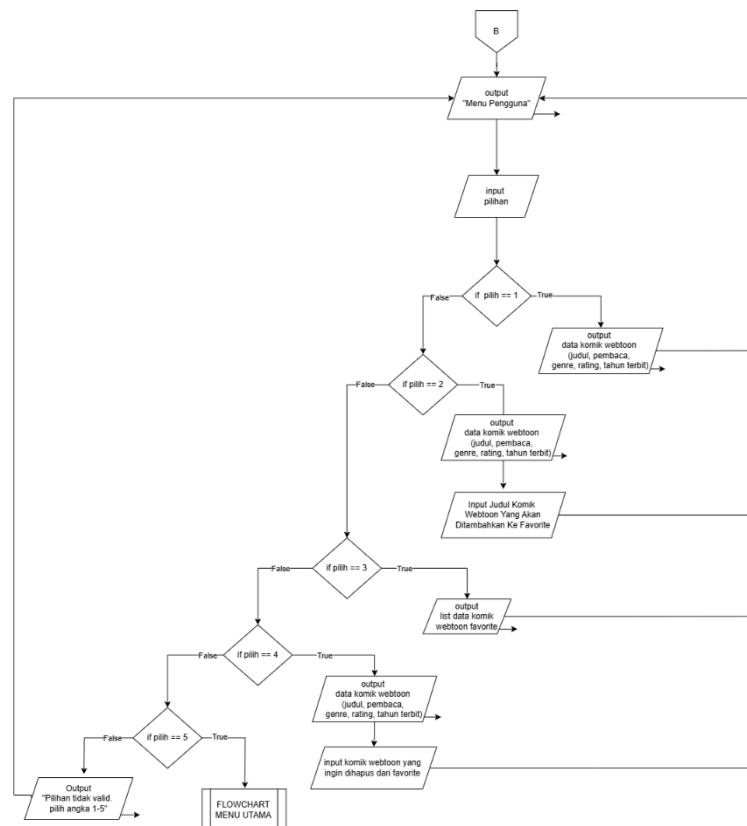 B
output
"Menu Pengguna"
input
pilihan
if pilih == 1
False
True
output
data komik webtoon
(judul, pembaca,
genre, rating, tahun terbit)
if pilih == 2
False
True
output
data komik webtoon
(judul, pembaca,
genre, rating, tahun terbit)
Input Judul Komik
Webtoon Yang Akan
Ditambahkan Ke Favorite
if pilih == 3
False
True
output
list data komik
webtoon favorite
if pilih == 4
False
True
output
data komik webtoon
(judul, pembaca,
genre, rating, tahun terbit)
input komik webtoon yang
ingin dihapus dari favorite
if pilih == 5
False
True
Output
"Pilihan tidak valid.
pilih angka 1-5"
FLOWCHART
MENU UTAMA